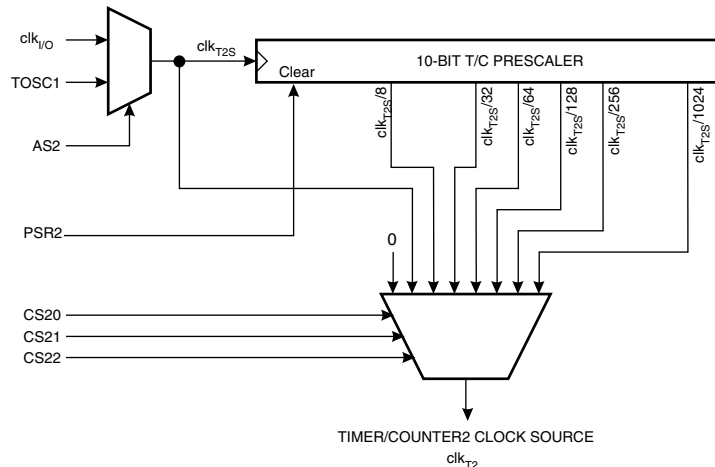 clkI/O
clkT2S
10-BIT T/C PRESCALER
TOSC1
Clear
clkT2S/8
clkT2S/32
clkT2S/64
clkT2S/128
clkT2S/256
clkT2S/1024
AS2
PSR2
0
CS20
CS21
CS22
TIMER/COUNTER2 CLOCK SOURCE
clkT2